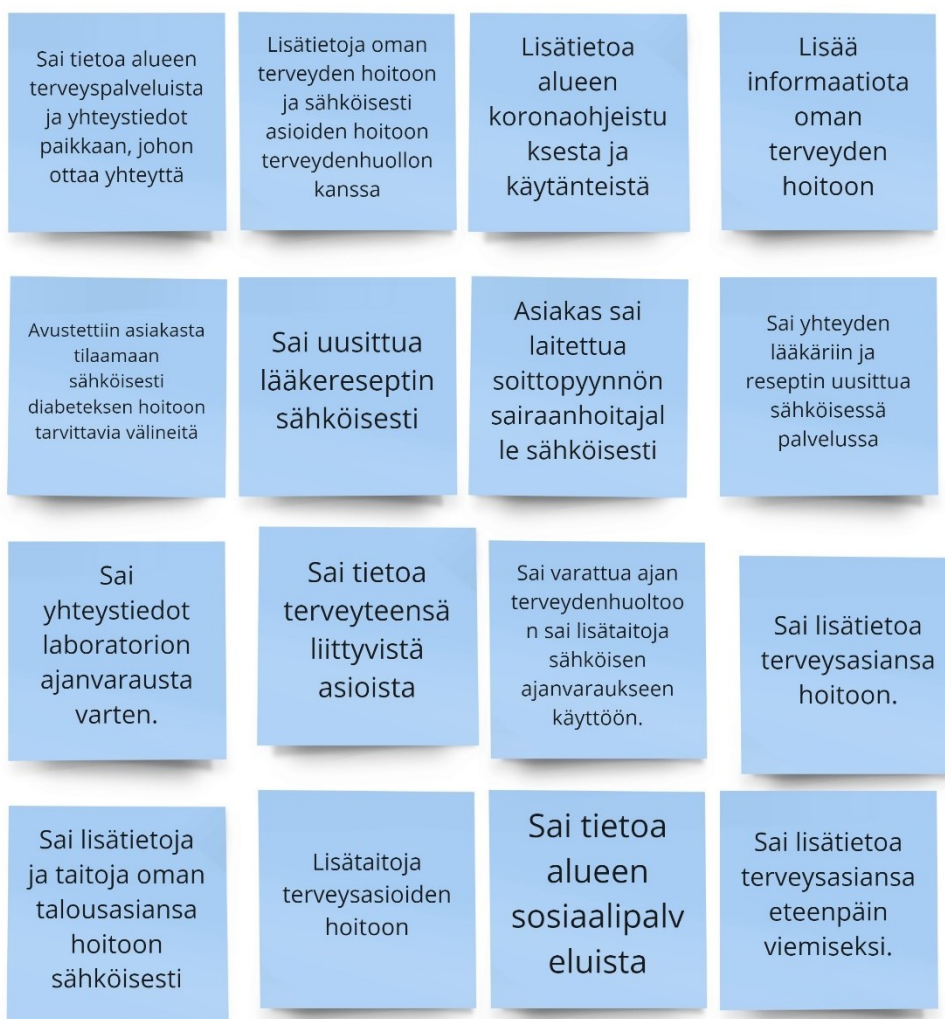 Sai tietoa alueen
terveyspalveluista
ja yhteystiedot
paikkaan, johon
ottaa yhteyttä
Lisätietoja oman
terveyden hoitoon
ja sähköisesti
asioiden hoitoon
terveydenhuollon
kanssa
Lisätietoa
alueen
koronaohjeistu
ksesta ja
käytänteistä
Lisää
informaatiota
oman
terveyden
hoitoon
Avustettiin asiakasta
tilaamaan
sähköisesti
diabeteksen hoitoon
tarvittavia välineitä
Sai uusittua
lääkereseptin
sähköisesti
Asiakas sai
laitettua
soittopyynnön
sairaanhoitajal
le sähköisesti
Sai yhteyden
lääkäriin ja
reseptin uusittua
sähköisessä
palvelussa
Sai
yhteystiedot
laboratorion
ajanvarausta
varten.
Sai tietoa
terveyteensä
liittyvistä
asioista
Sai varattua ajan
terveydenhuoltoo
n sai lisätaitoja
sähköisen
ajanvaraukseen
käyttöön.
Sai lisätietoa
terveysasiansa
hoitoon.
Sai lisätietoja
ja taitoja oman
talousasiansa
hoitoon
sähköisesti
Lisätaitoja
terveysasioiden
hoitoon
Sai tietoa
alueen
sosiaalipalv
eluista
Sai lisätietoa
terveysasiansa
eteenpäin
viemiseksi.